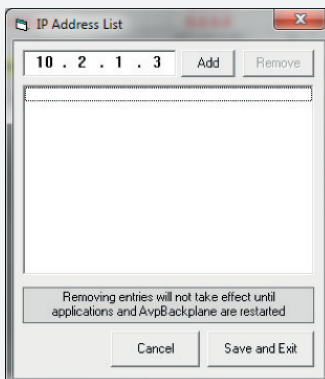 IP Address List
10 . 2 . 1 . 3 Add Remove
Removing entries will not take effect until
applications and AvpBackplane are restarted
Cancel Save and Exit